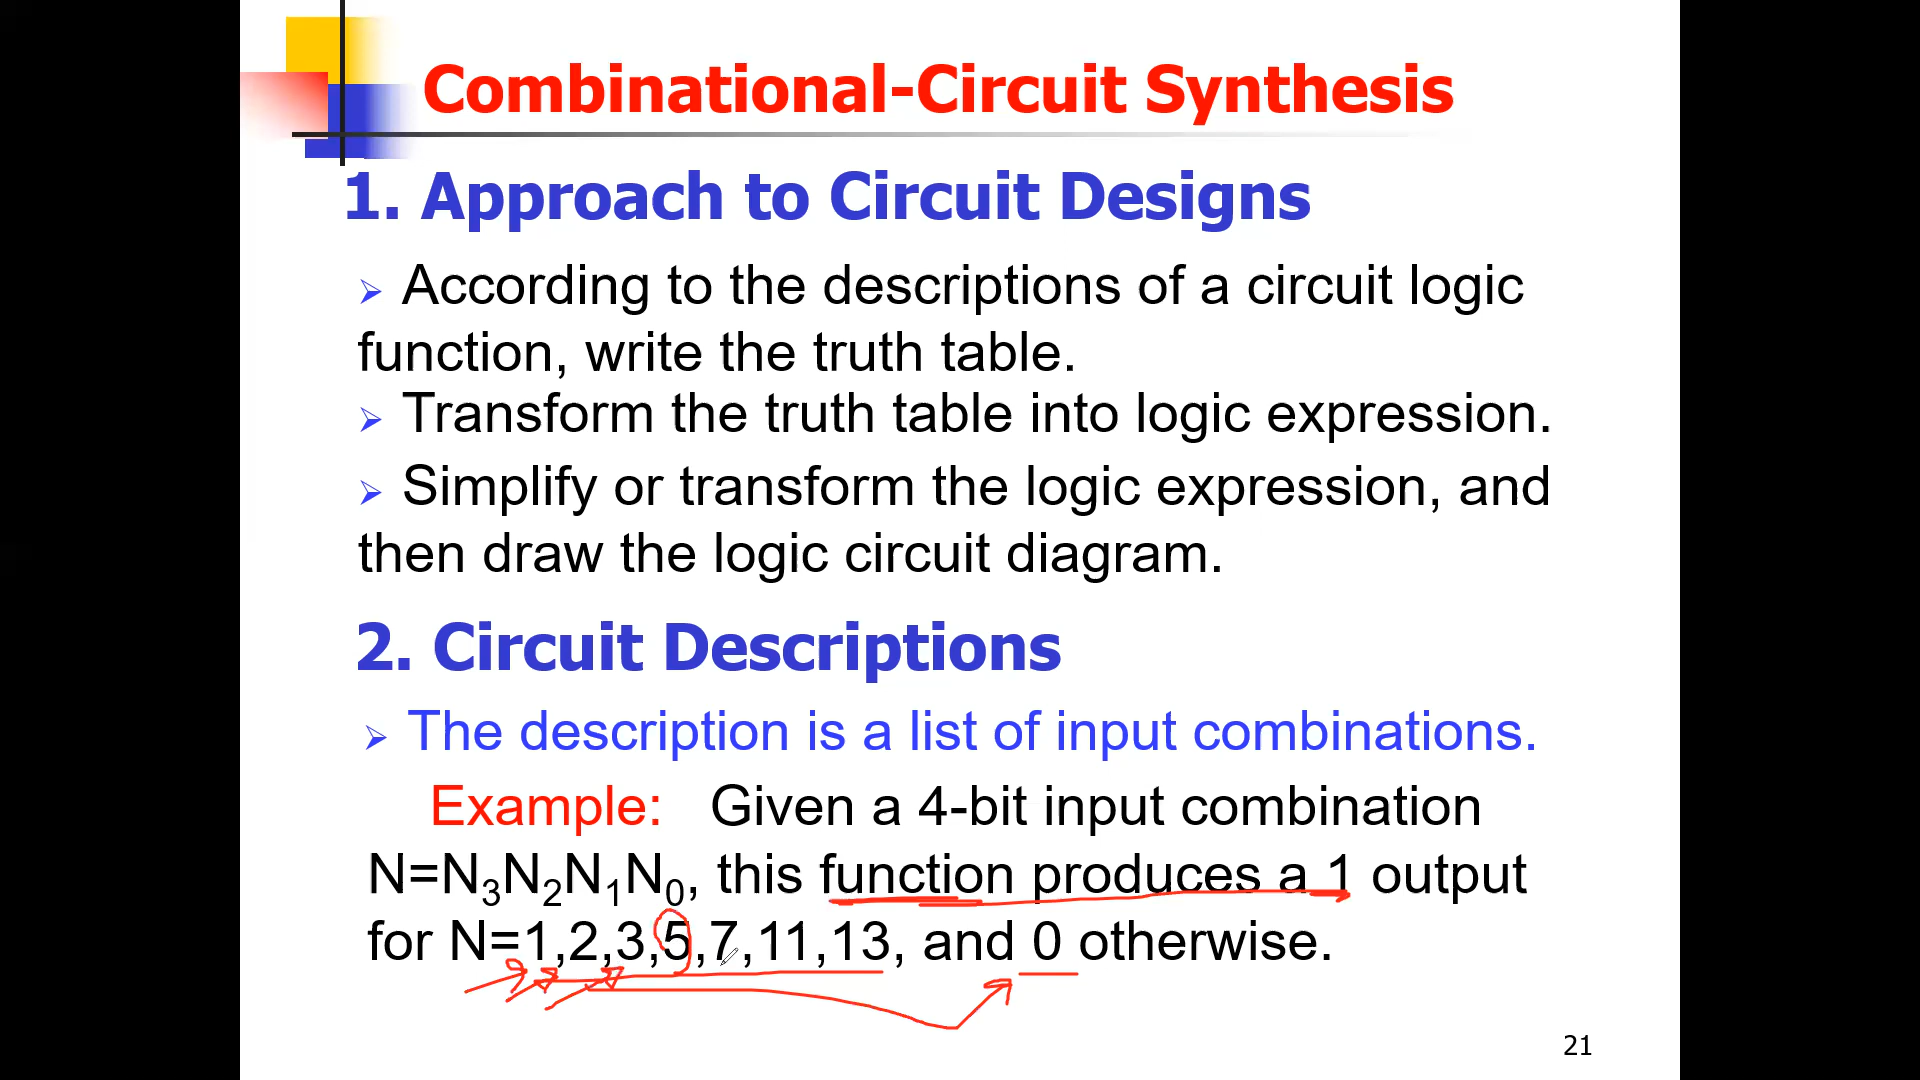 Combinational-Circuit Synthesis
1. Approach to Circuit Designs
➢ According to the descriptions of a circuit logic
function, write the truth table.
➢ Transform the truth table into logic expression.
➢ Simplify or transform the logic expression, and
then draw the logic circuit diagram.
2. Circuit Descriptions
➢ The description is a list of input combinations.
Example: Given a 4-bit input combination
N=N₃N₂N₁N₀, this function produces a 1 output
for N=1,2,3,5,7,11,13, and 0 otherwise.
21